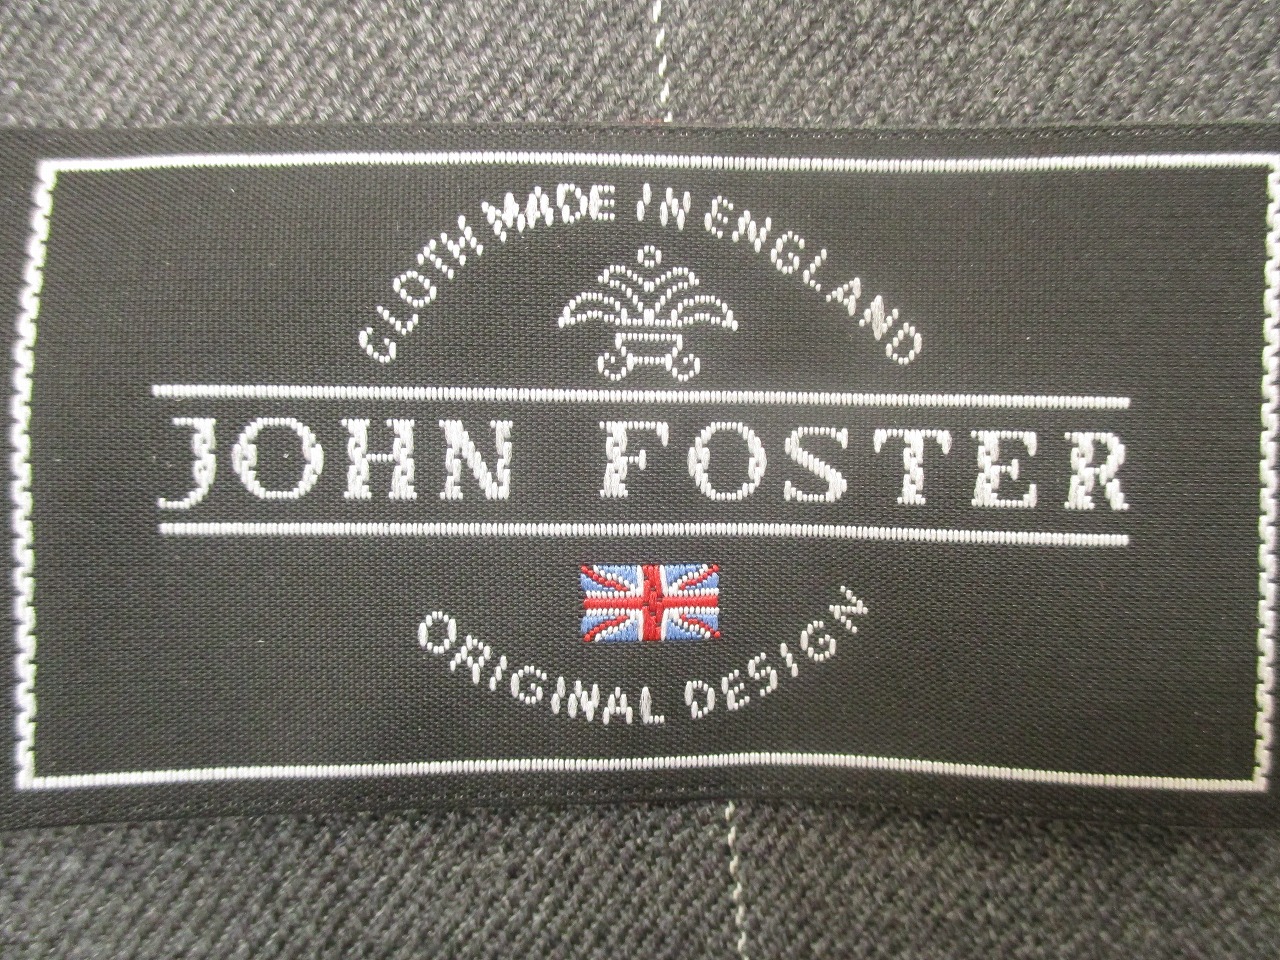 CLOTH MADE IN ENGLAND
JOHN FOSTER
ORIGINAL DESIGN